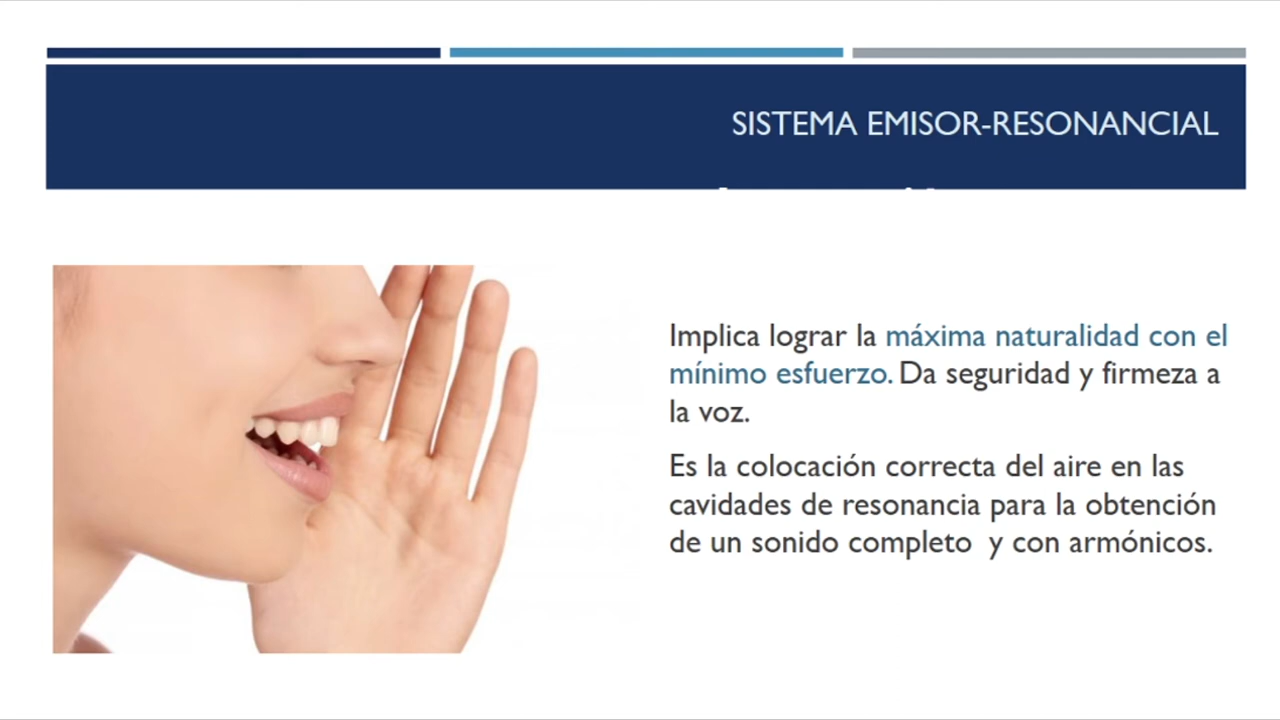 SISTEMA EMISOR-RESONANCIAL
Implica lograr la máxima naturalidad con el
mínimo esfuerzo. Da seguridad y firmeza a
la voz.
Es la colocación correcta del aire en las
cavidades de resonancia para la obtención
de un sonido completo y con armónicos.